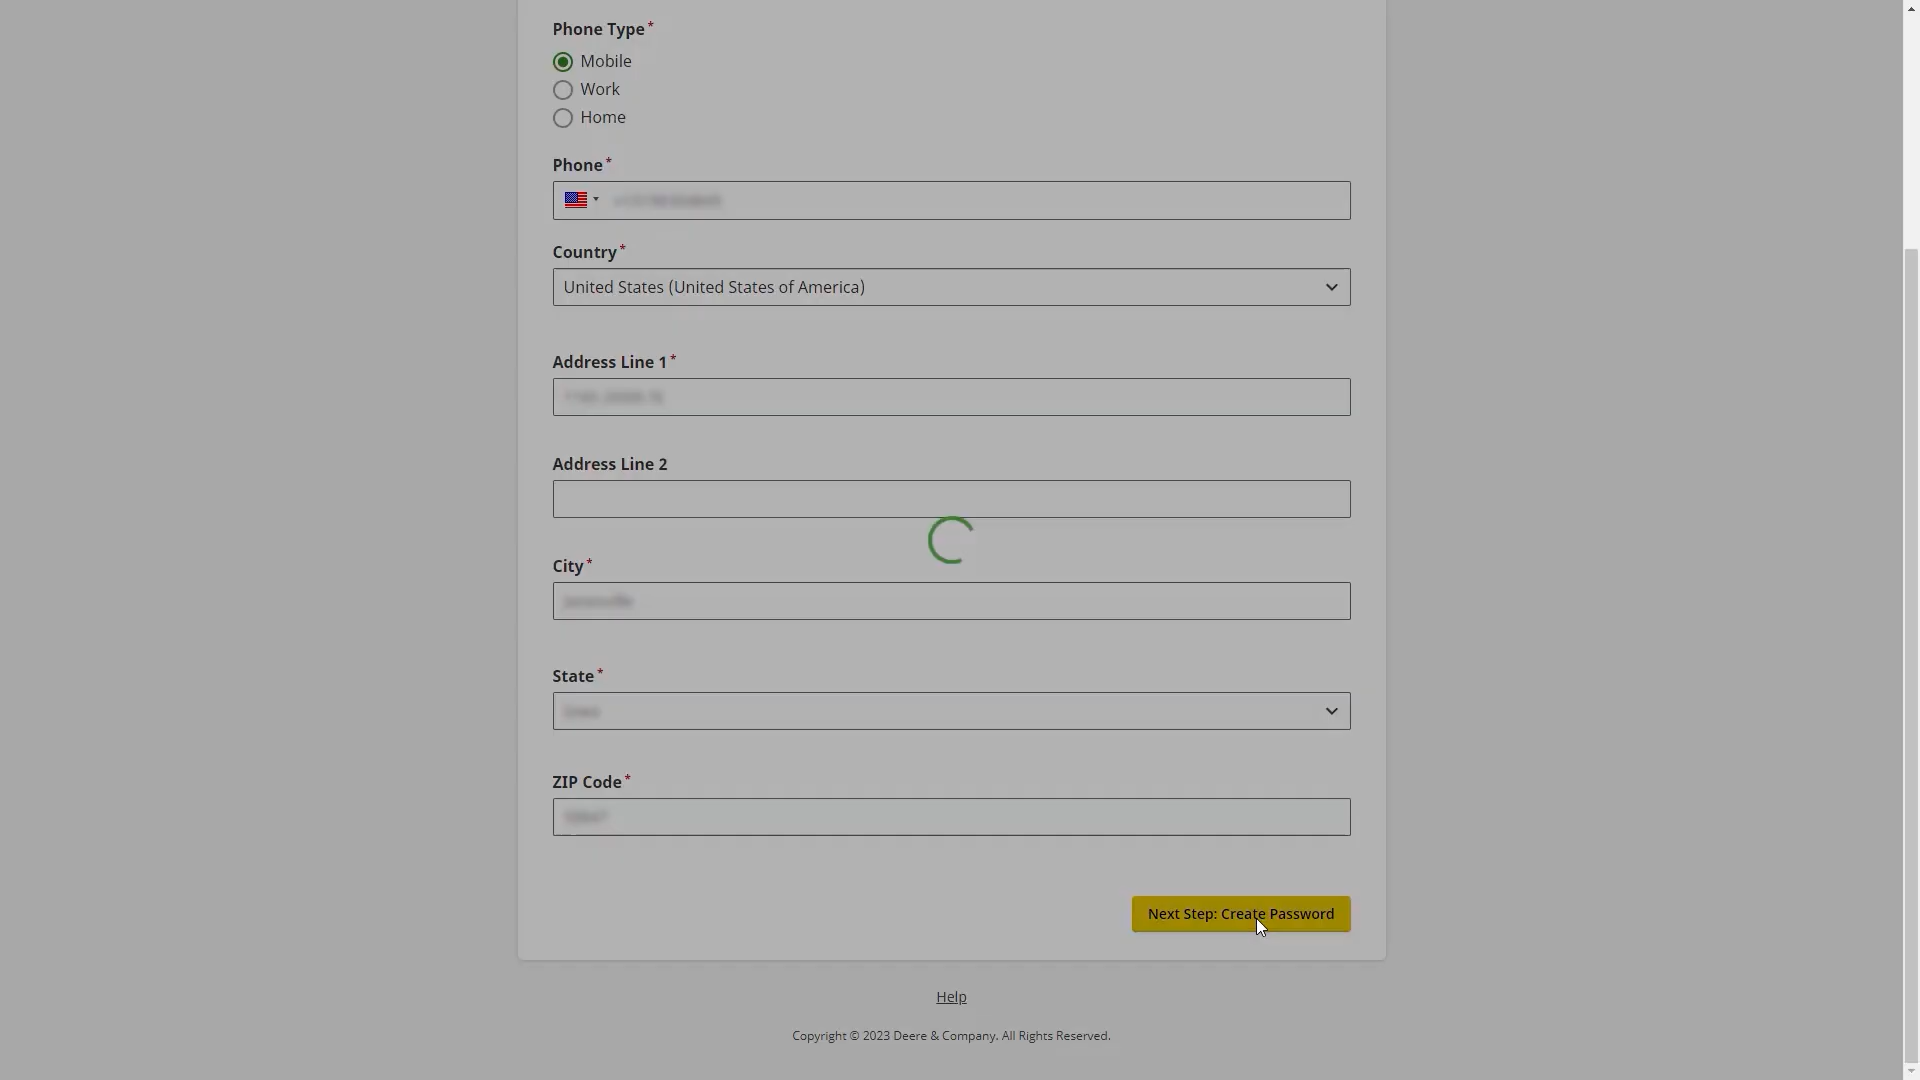 Phone Type*
Mobile
Work
Home
Phone*
Country*
United States (United States of America)
Address Line 1*
Address Line 2
City*
State*
ZIP Code*
Next Step: Create Password
Help
Copyright © 2023 Deere & Company. All Rights Reserved.